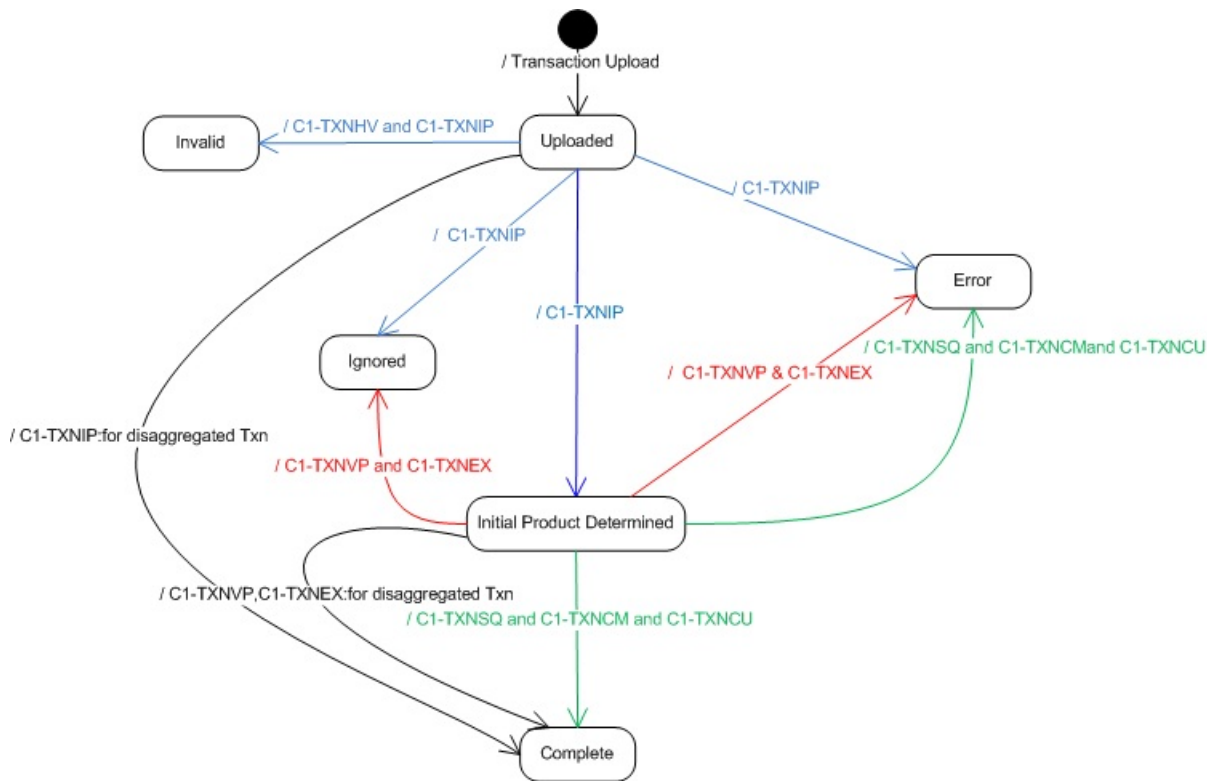 / Transaction Upload
/ C1-TXNHV and C1-TXNIP
Invalid
Uploaded
/ C1-TXNIP
/ C1-TXNIP
Error
/ C1-TXNIP
/ C1-TXNSQ and C1-TXNCMand C1-TXNCU
Ignored
/ C1-TXNVP & C1-TXNEX
/ C1-TXNIP:for disaggregated Txn
/ C1-TXNVP and C1-TXNEX
Initial Product Determined
/ C1-TXNVP,C1-TXNEX:for disaggregated Txn
/ C1-TXNSQ and C1-TXNCM and C1-TXNCU
Complete